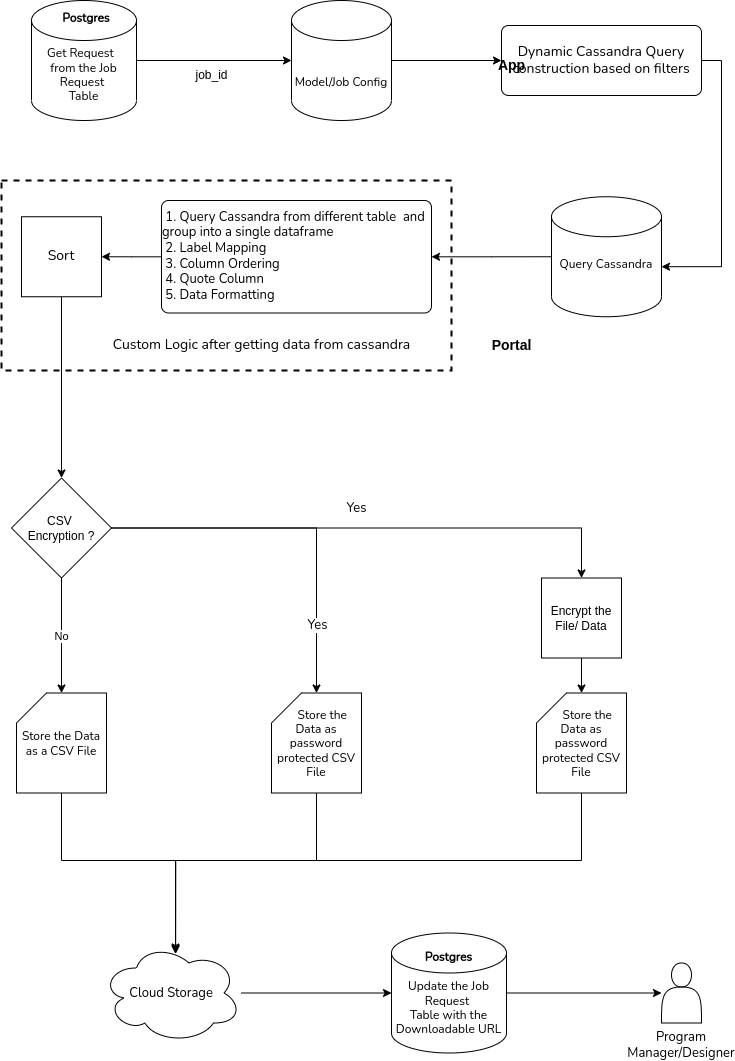 Postgres
Get Request
from the Job
Request
Table
job_id
Model/Job Config
Dynamic Cassandra Query
App
construction based on filters
1. Query Cassandra from different table and
group into a single dataframe
2. Label Mapping
3. Column Ordering
4. Quote Column
5. Data Formatting
Sort
Query Cassandra
Custom Logic after getting data from cassandra
Portal
CSV
Encryption ?
Yes
No
Yes
Encrypt the
File/ Data
Store the Data
as a CSV File
Store the
Data as
password
protected CSV
File
Store the
Data as
password
protected CSV
File
Cloud Storage
Postgres
Update the Job
Request
Table with the
Downloadable URL
Program
Manager/Designer